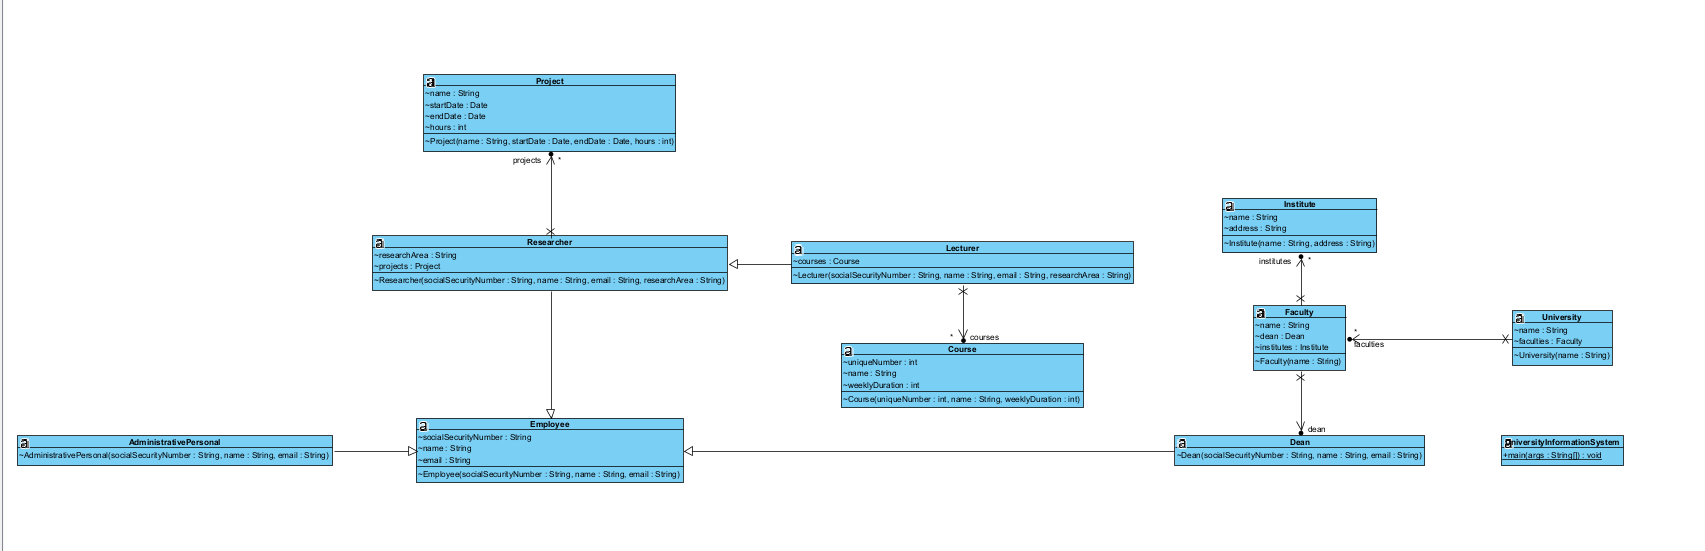 Project
~name : String
~startDate : Date
~endDate : Date
~hours : int
~Project(name : String, startDate : Date, endDate : Date, hours : int)
projects *
Researcher
~researchArea : String
~projects : Project
~Researcher(socialSecurityNumber : String, name : String, email : String, researchArea : String)
Lecturer
~courses : Course
~Lecturer(socialSecurityNumber : String, name : String, email : String, researchArea : String)
* courses
Course
~uniqueNumber : int
~name : String
~weeklyDuration : int
~Course(uniqueNumber : int, name : String, weeklyDuration : int)
Institute
~name : String
~address : String
~Institute(name : String, address : String)
institutes *
Faculty
~name : String
~dean : Dean
~institutes : Institute
~Faculty(name : String)
*
faculties
University
~name : String
~faculties : Faculty
~University(name : String)
AdministrativePersonal
~AdministrativePersonal(socialSecurityNumber : String, name : String, email : String)
Employee
~socialSecurityNumber : String
~name : String
~email : String
~Employee(socialSecurityNumber : String, name : String, email : String)
dean
Dean
~Dean(socialSecurityNumber : String, name : String, email : String)
UniversityInformationSystem
+main(args : String[]) : void